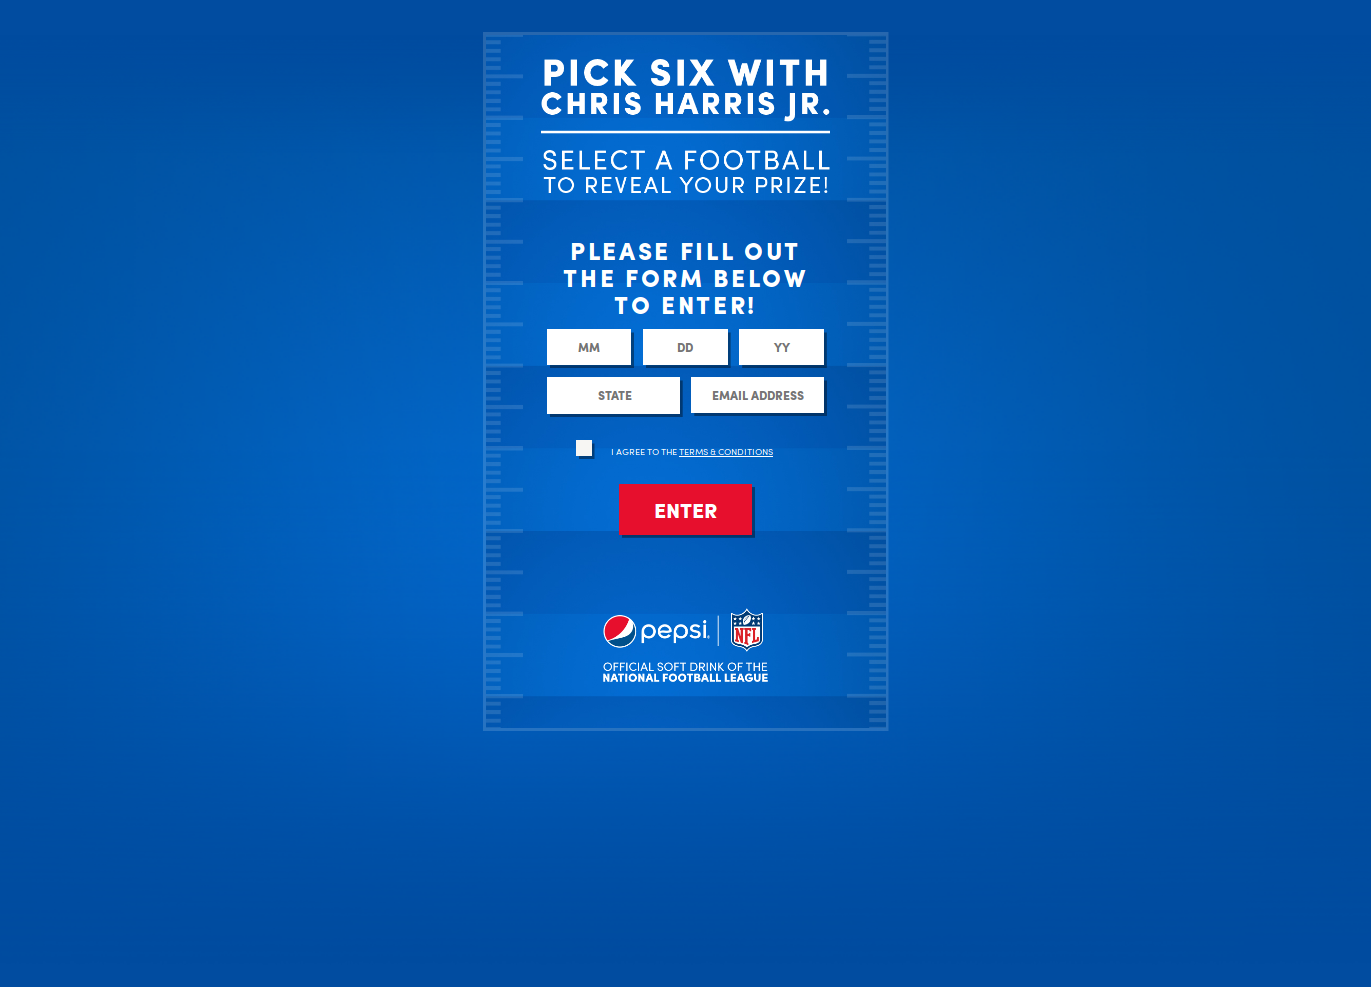 PICK SIX WITH
CHRIS HARRIS JR.
SELECT A FOOTBALL
TO REVEAL YOUR PRIZE!
PLEASE FILL OUT
THE FORM BELOW
TO ENTER!
MM DD YY
STATE EMAIL ADDRESS
I AGREE TO THE TERMS & CONDITIONS
ENTER
pepsi NFL
OFFICIAL SOFT DRINK OF THE
NATIONAL FOOTBALL LEAGUE